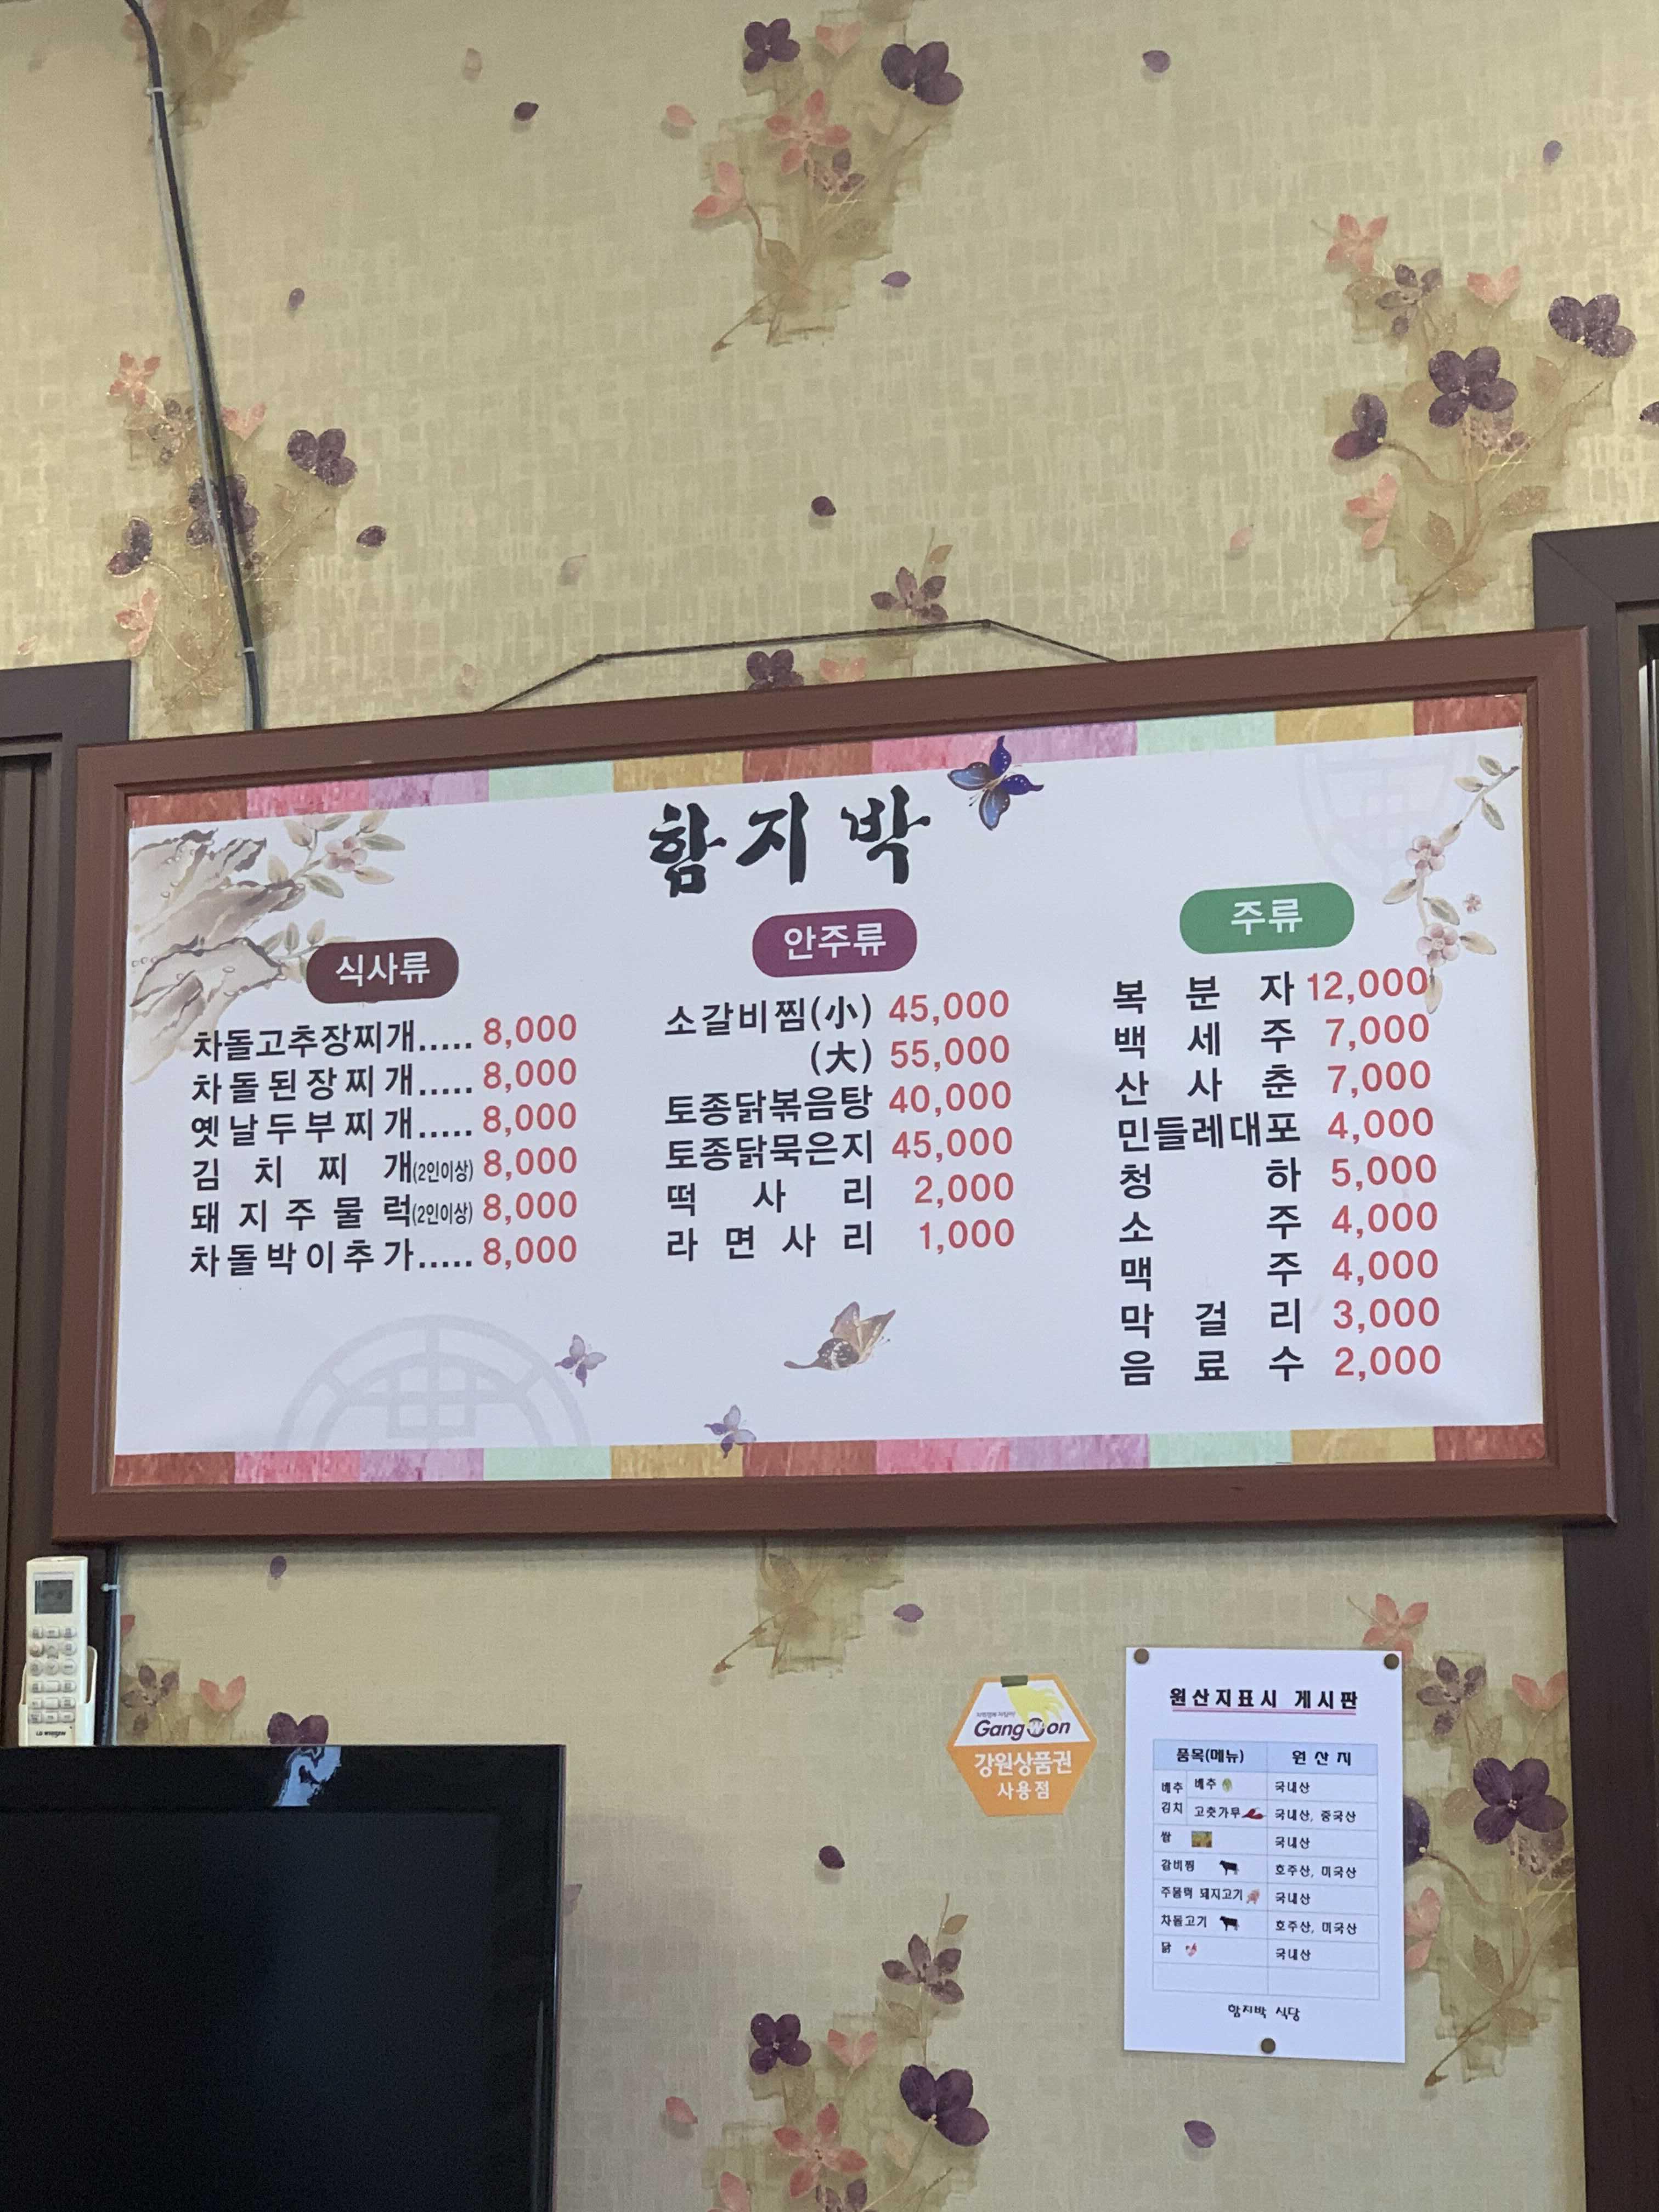 함지박
식사류
차돌고추장찌개..... 8,000
차돌된장찌개..... 8,000
옛날두부찌개..... 8,000
김치찌개(2인이상) 8,000
돼지주물럭(2인이상) 8,000
차돌박이추가..... 8,000
안주류
소갈비찜(小) 45,000
(大) 55,000
토종닭볶음탕 40,000
토종닭묵은지 45,000
떡사리 2,000
라면사리 1,000
주류
복분자 12,000
백세주 7,000
산사춘 7,000
민들레대포 4,000
청하 5,000
소주 4,000
맥주 4,000
막걸리 3,000
음료수 2,000
Gangwon
강원상품권
사용점
원산지표시 게시판
품목(메뉴) 원산지
배추김치 배추 국내산
고춧가루 국내산, 중국산
쌀 국내산
갈비찜 호주산, 미국산
주물럭 돼지고기 국내산
차돌고기 호주산, 미국산
닭 국내산
함지박 식당